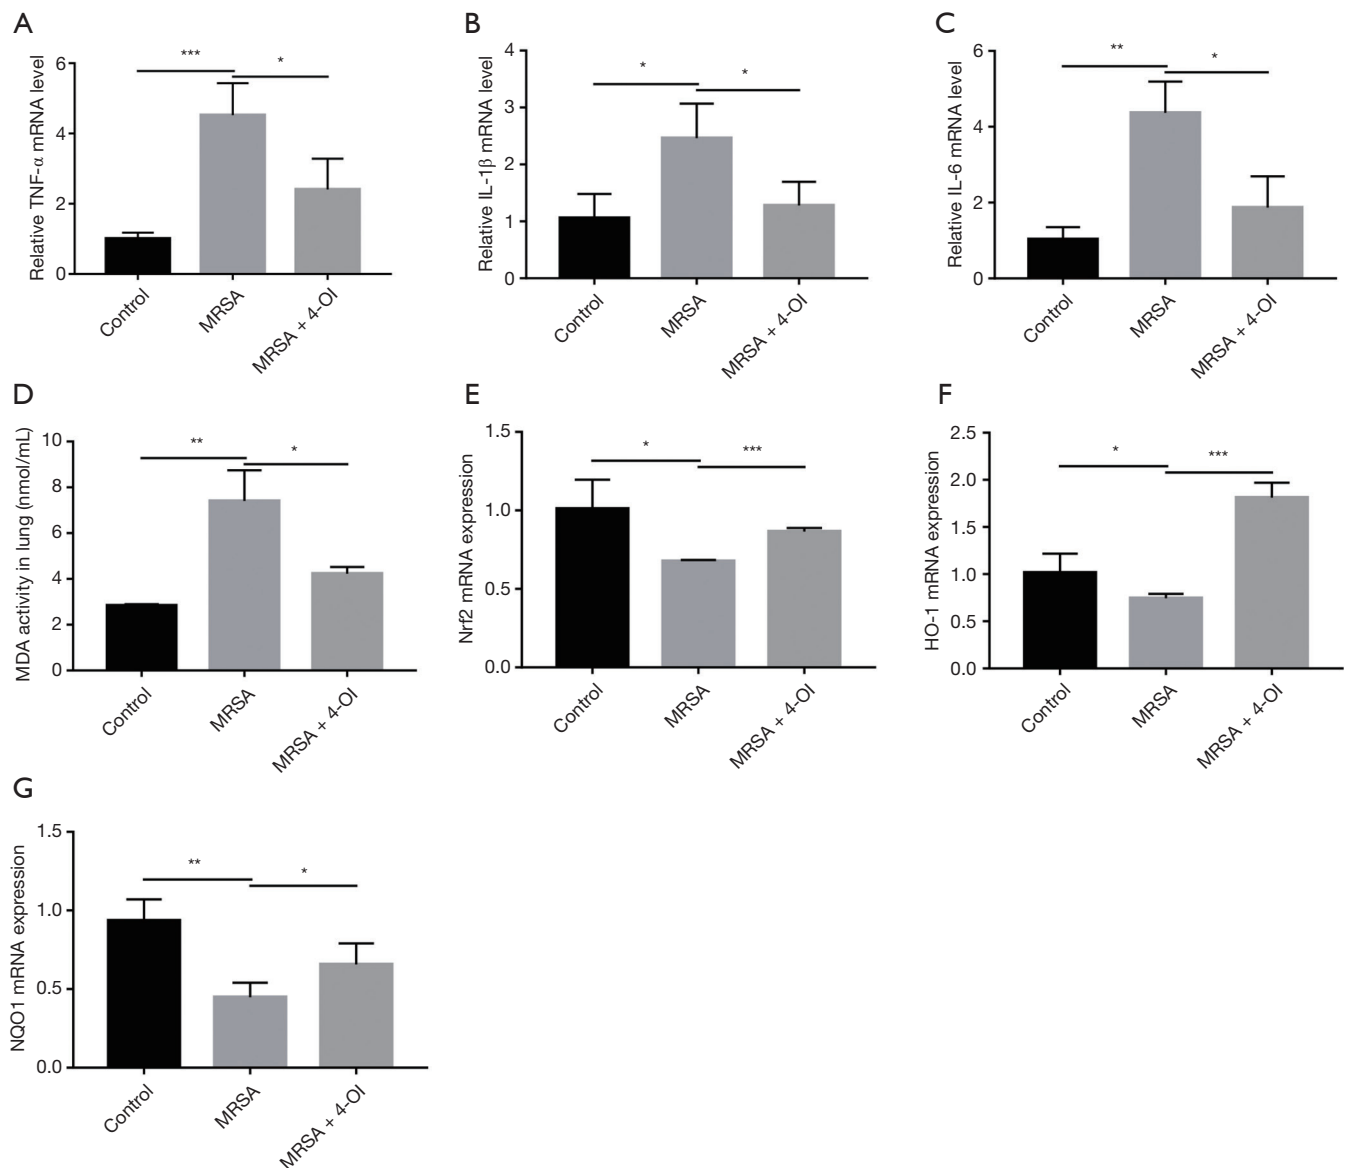 A
Relative TNF-α mRNA level
6
4
2
0
***
*
Control
MRSA
MRSA + 4-OI
B
Relative IL-1β mRNA level
4
3
2
1
0
*
*
Control
MRSA
MRSA + 4-OI
C
Relative IL-6 mRNA level
6
4
2
0
**
*
Control
MRSA
MRSA + 4-OI
D
MDA activity in lung (nmol/mL)
10
8
6
4
2
0
**
*
Control
MRSA
MRSA + 4-OI
E
Nrf2 mRNA expression
1.5
1.0
0.5
0.0
*
***
Control
MRSA
MRSA + 4-OI
F
HO-1 mRNA expression
2.5
2.0
1.5
1.0
0.5
0.0
*
***
Control
MRSA
MRSA + 4-OI
G
NQO1 mRNA expression
1.5
1.0
0.5
0.0
**
*
Control
MRSA
MRSA + 4-OI